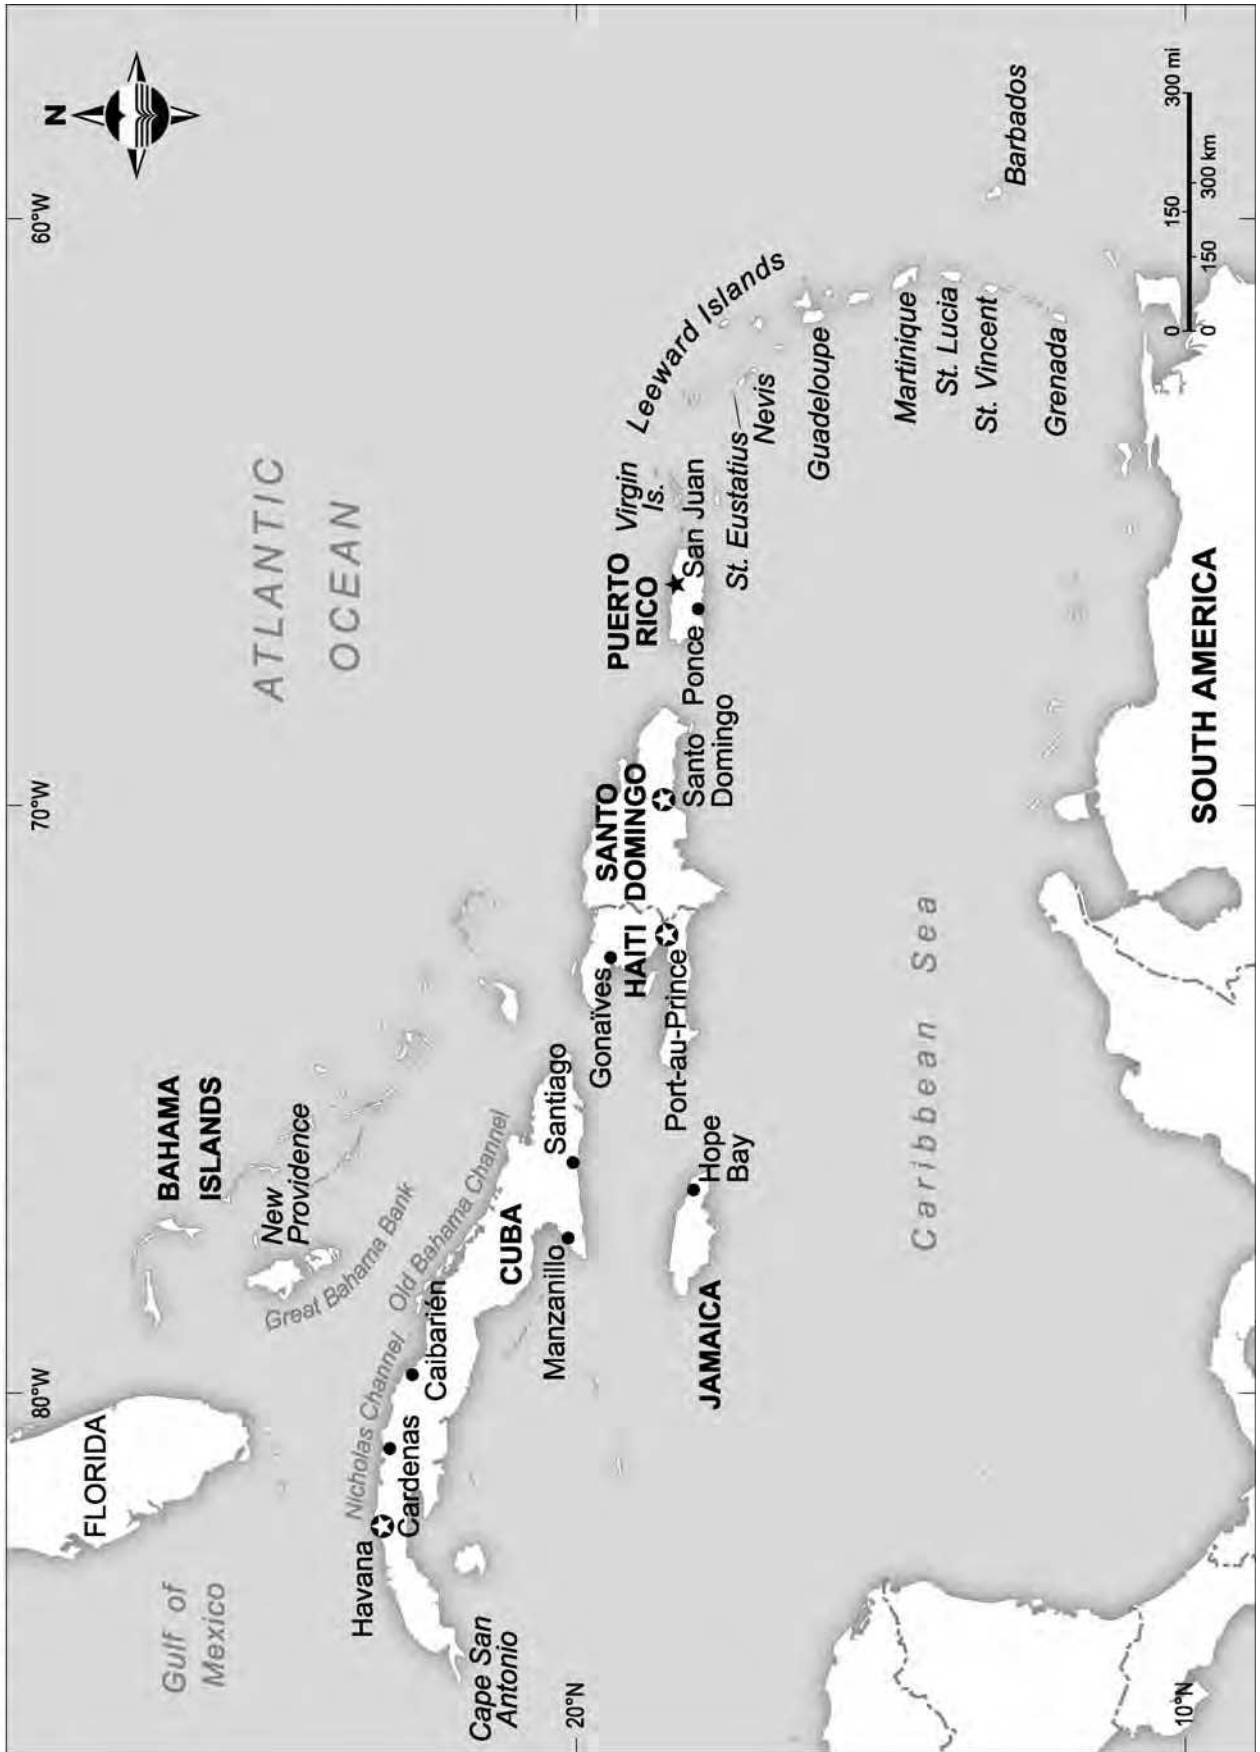 80°W
70°W
60°W
N
FLORIDA
Gulf of
Mexico
BAHAMA
ISLANDS
New
Providence
Great Bahama Bank
Old Bahama Channel
Nicholas Channel
Havana
Cardenas
Caibarién
CUBA
Cape San
Antonio
Manzanillo
Santiago
ATLANTIC
OCEAN
20°N
Gonaïves
HAITI
Port-au-Prince
SANTO
DOMINGO
Santo
Domingo
PUERTO
RICO
Ponce
San Juan
Virgin
Is.
Leeward Islands
St. Eustatius
Nevis
Guadeloupe
Martinique
St. Lucia
St. Vincent
Grenada
Barbados
JAMAICA
Hope
Bay
Caribbean Sea
SOUTH AMERICA
10°N
0 150 300 mi
0 150 300 km